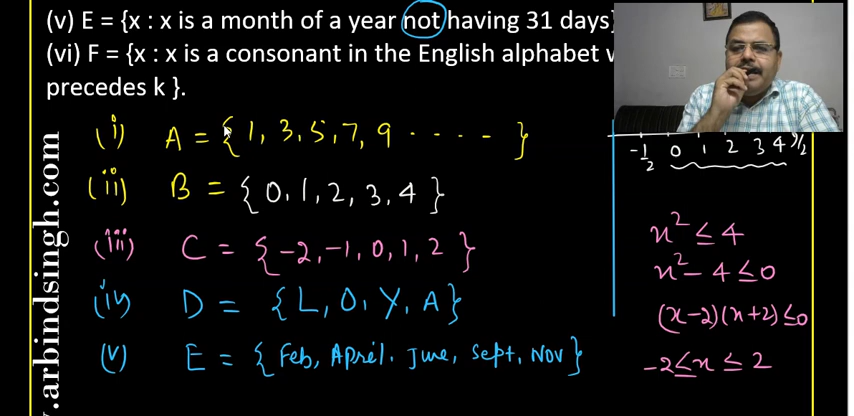 (v) E = {x : x is a month of a year not having 31 days}
(vi) F = {x : x is a consonant in the English alphabet
precedes k }.
(i) A = { 1, 3, 5, 7, 9 · · · · - }
(ii) B = { 0, 1, 2, 3, 4 }
(iii) C = { -2, -1, 0, 1, 2 }
(iv) D = { L, O, Y, A }
(v) E = { Feb, April, June, Sept, Nov }
-1/2 0 1 2 3 4 9/2
x² ≤ 4
x² - 4 ≤ 0
(x-2)(x+2) ≤ 0
-2 ≤ x ≤ 2
.arbindsingh.com